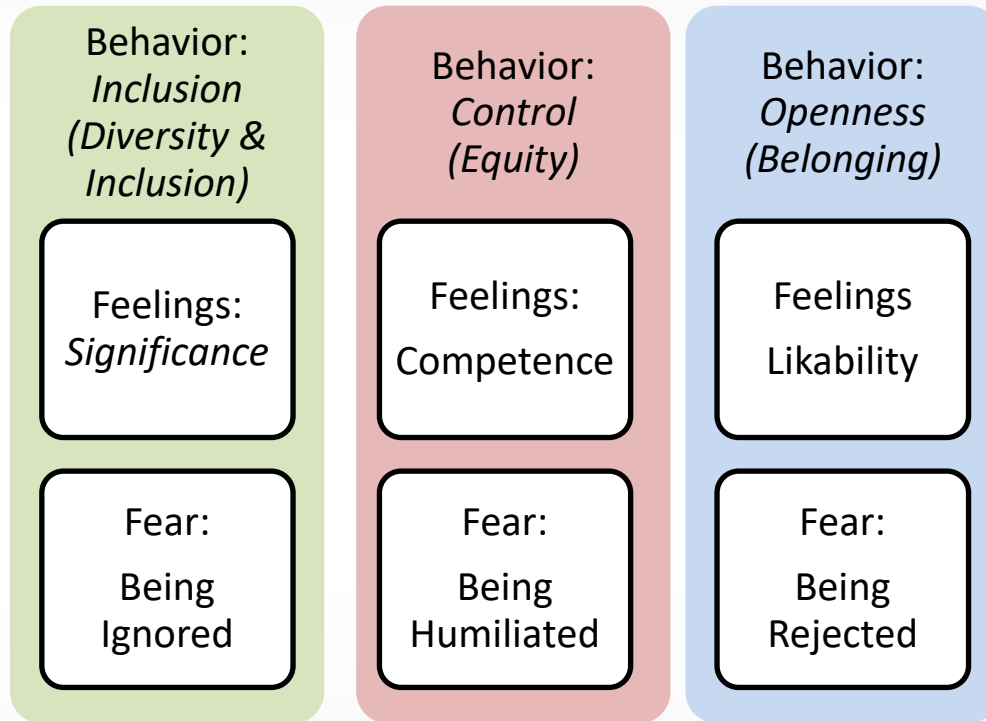 Behavior:
Inclusion
(Diversity &
Inclusion)
Feelings:
Significance
Fear:
Being
Ignored
Behavior:
Control
(Equity)
Feelings:
Competence
Fear:
Being
Humiliated
Behavior:
Openness
(Belonging)
Feelings
Likability
Fear:
Being
Rejected